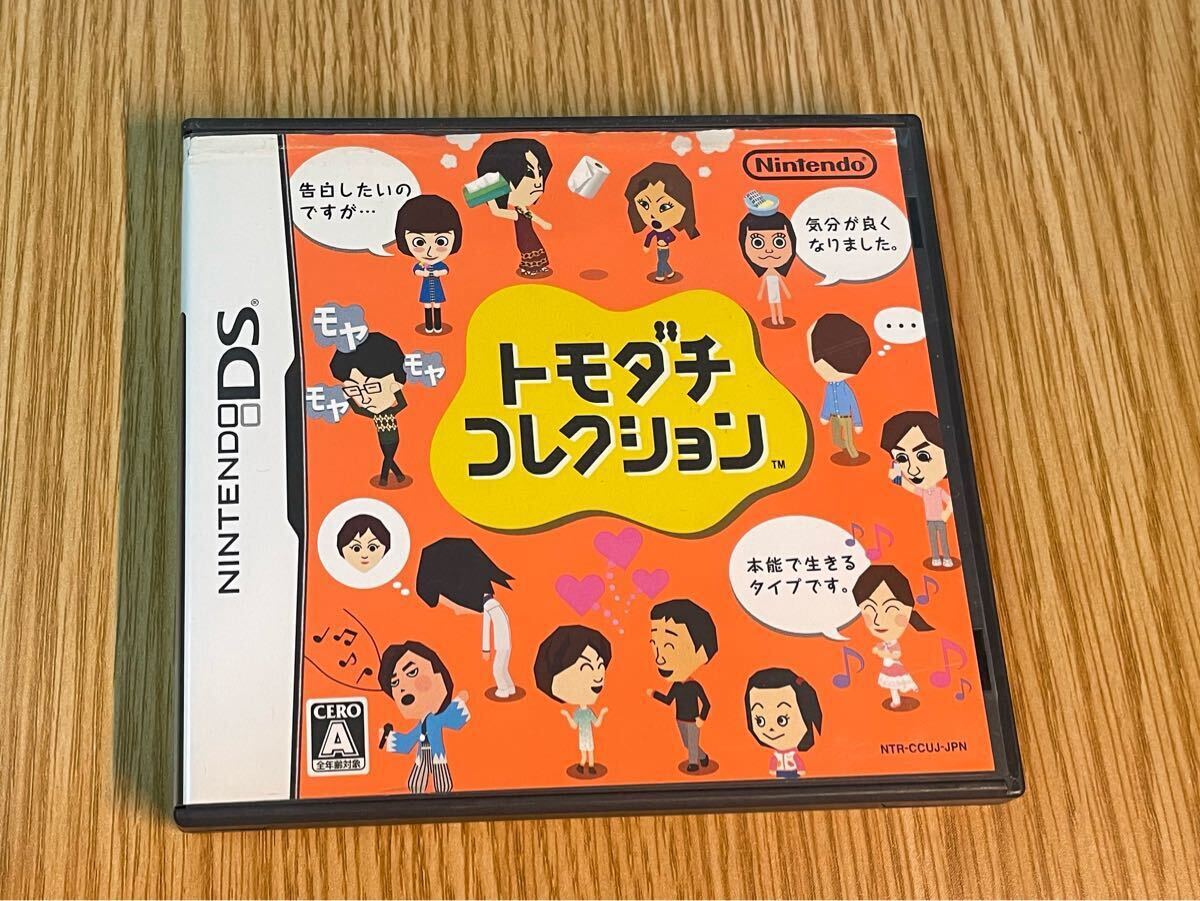 NINTENDO DS®
告白したいの
ですが…
Nintendo®
気分が良く
なりました。
モヤ
モヤ
モヤ
トモダチ
コレクション™
…
本能で生きる
タイプです。
CERO
A
全年齢対象
NTR-CCUJ-JPN